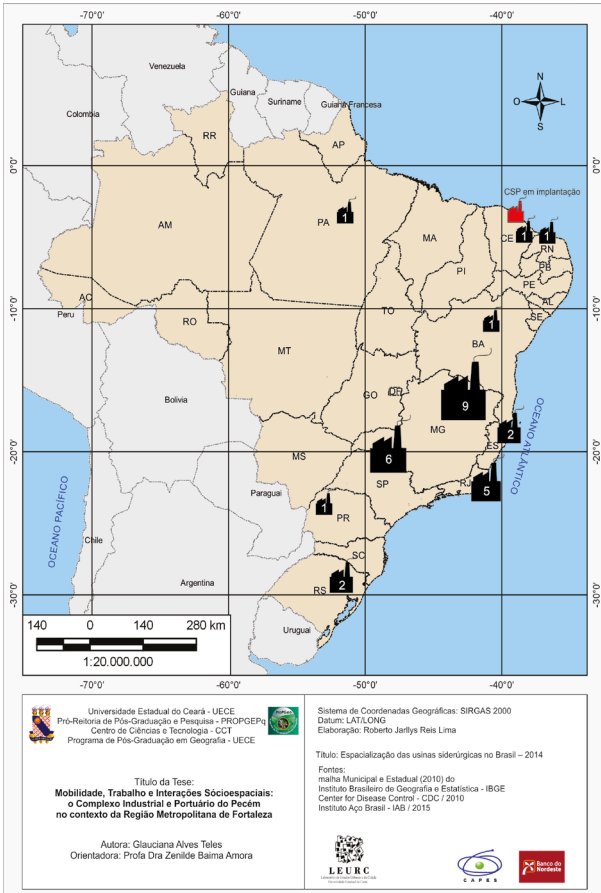 -70°0' -60°0' -50°0' -40°0'
Venezuela
Guiana
Suriname
Guiana Francesa
Colombia
N
O L
S
RR
AP
0°0' 0°0'
CSP em implantação
AM
PA
1
MA
CE
1
1
RN
PB
PI
PE
AL
SE
AC
Peru
RO
TO
-10°0' -10°0'
1
BA
MT
Bolivia
GO
DF
9
MG
2
ES
OCEANO ATLÂNTICO
MS
6
SP
-20°0' -20°0'
RJ
5
Paraguai
1
PR
OCEANO PACÍFICO
Chile
SC
Argentina
RS
2
-30°0' -30°0'
Uruguai
140 0 140 280 km
1:20.000.000
-70°0' -60°0' -50°0' -40°0'
Universidade Estadual do Ceará - UECE
Pró-Reitoria de Pós-Graduação e Pesquisa - PROPGEPq
Centro de Ciências e Tecnologia - CCT
Programa de Pós-Graduação em Geografia - UECE
Título da Tese:
Mobilidade, Trabalho e Interações Sócioespaciais:
o Complexo Industrial e Portuário do Pecém
no contexto da Região Metropolitana de Fortaleza
Autora: Glauciana Alves Teles
Orientadora: Profa Dra Zenilde Baima Amora
Sistema de Coordenadas Geográficas: SIRGAS 2000
Datum: LAT/LONG
Elaboração: Roberto Jarllys Reis Lima
Título: Espacialização das usinas siderúrgicas no Brasil – 2014
Fontes:
malha Municipal e Estadual (2010) do
Instituto Brasileiro de Geografia e Estatística - IBGE
Center for Disease Control - CDC / 2010
Instituto Aço Brasil - IAB / 2015
LEURC
CAPES
Banco do
Nordeste